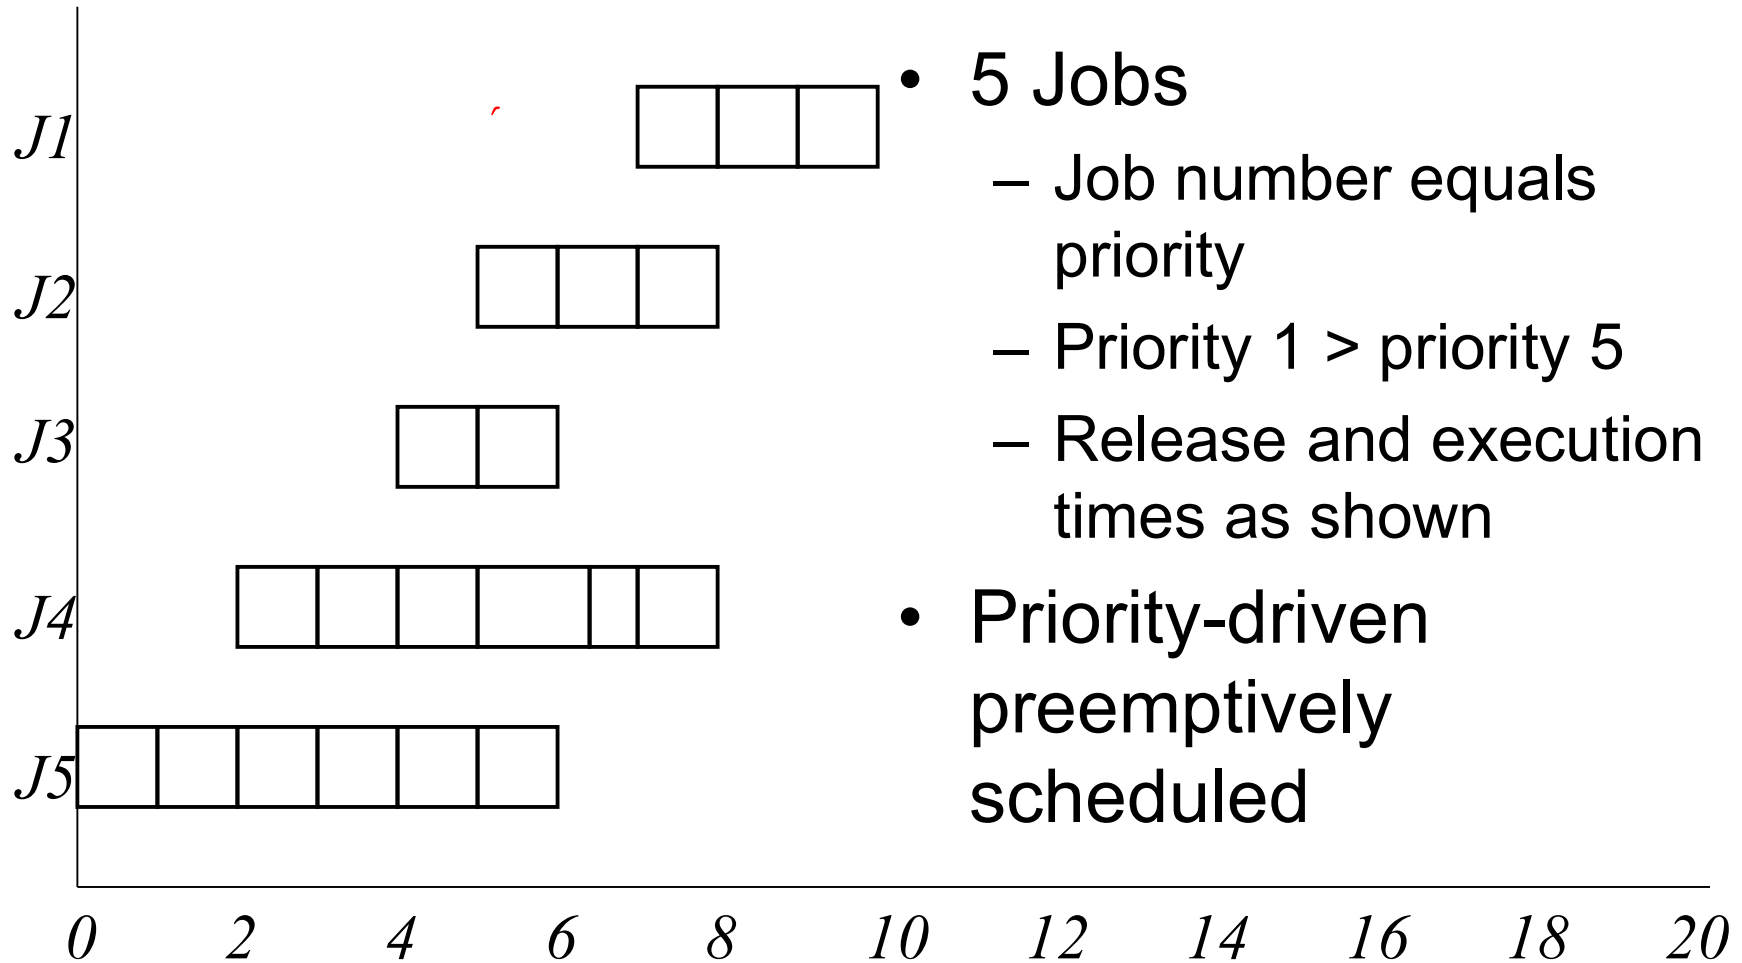 J1
J2
J3
J4
J5
0 2 4 6 8 10 12 14 16 18 20
• 5 Jobs
– Job number equals
priority
– Priority 1 > priority 5
– Release and execution
times as shown
• Priority-driven
preemptively
scheduled